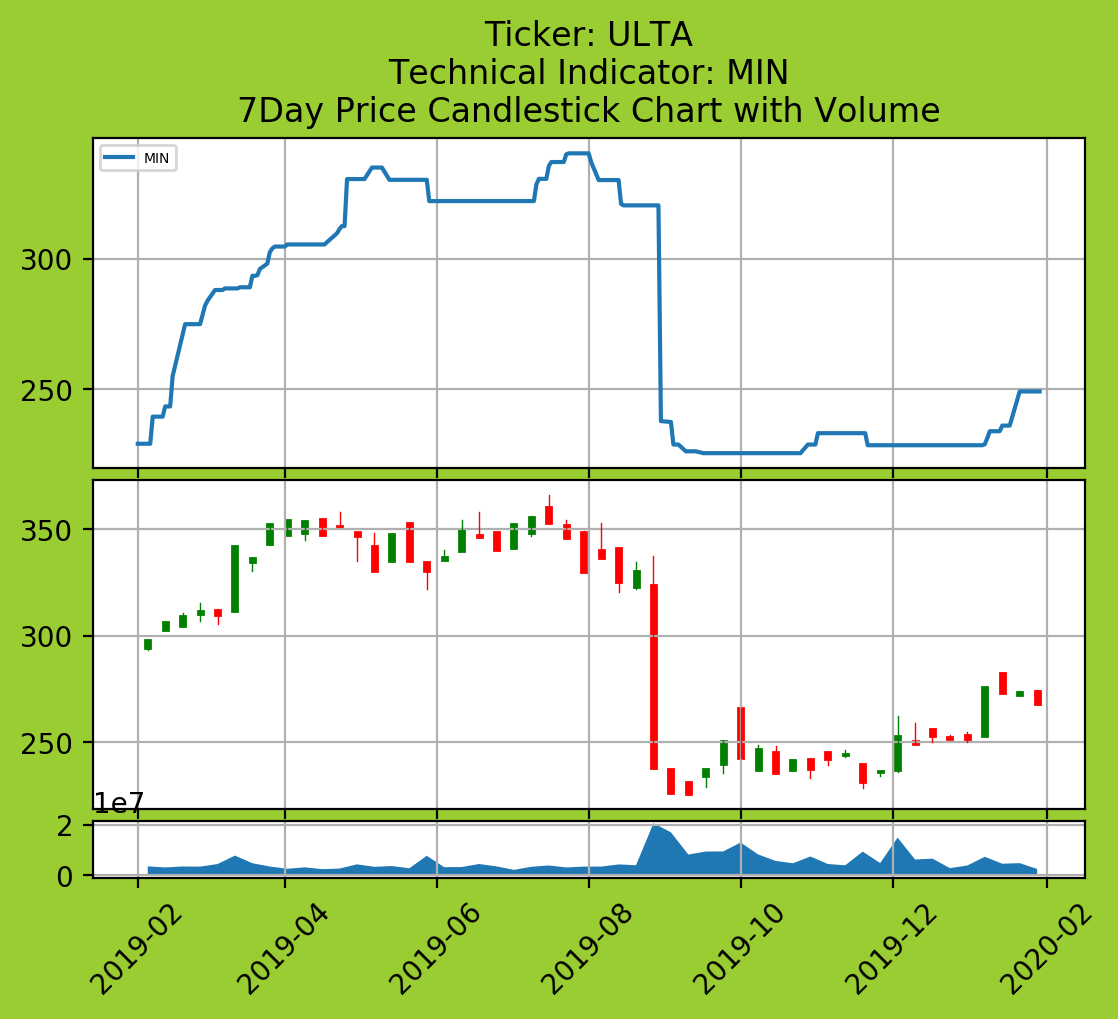 Ticker: ULTA
Technical Indicator: MIN
7Day Price Candlestick Chart with Volume
MIN
300
250
350
300
250
1e7
2
0
2019-02 2019-04 2019-06 2019-08 2019-10 2019-12 2020-02